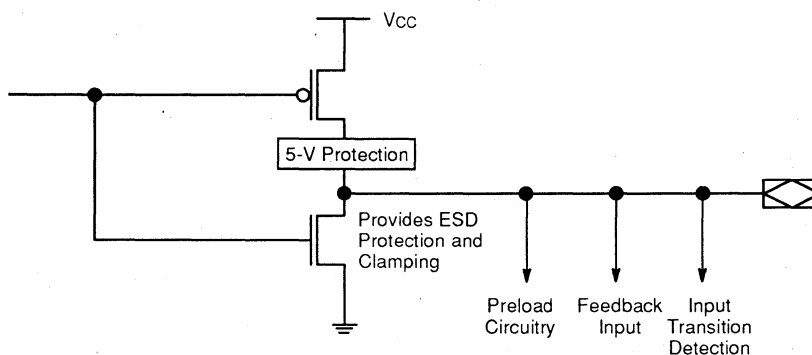 Vcc
5-V Protection
Provides ESD
Protection and
Clamping
Preload
Circuitry
Feedback
Input
Input
Transition
Detection